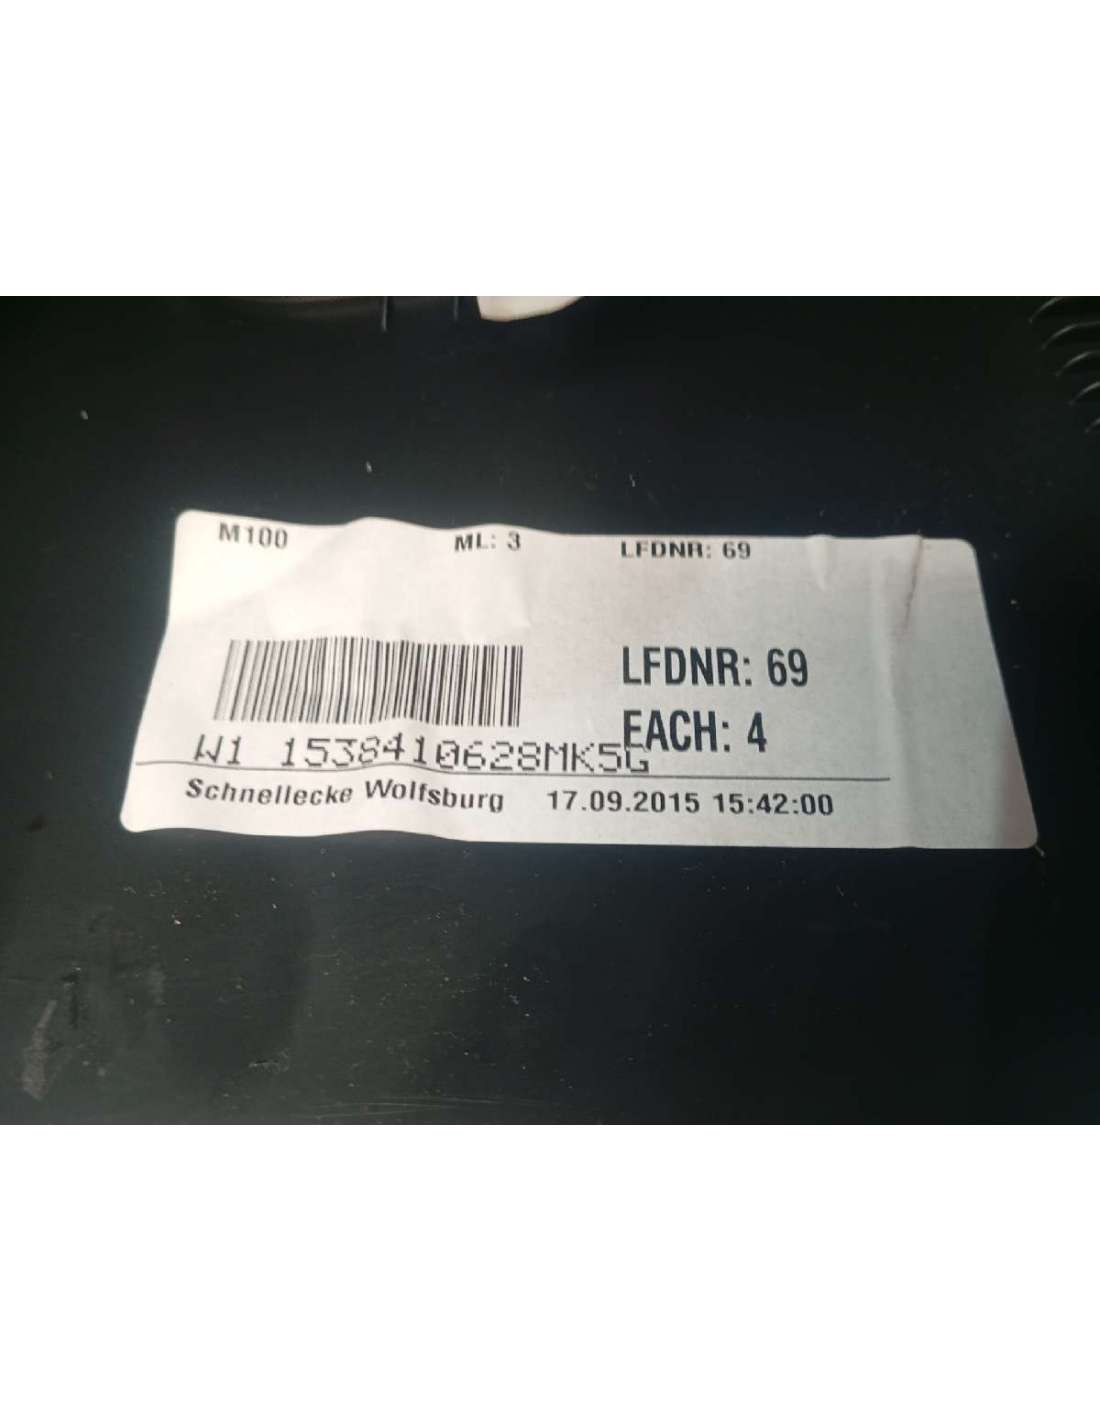 M100 ML: 3 LFDNR: 69
LFDNR: 69
EACH: 4
W1 1538410628MK5G
Schnellecke Wolfsburg 17.09.2015 15:42:00